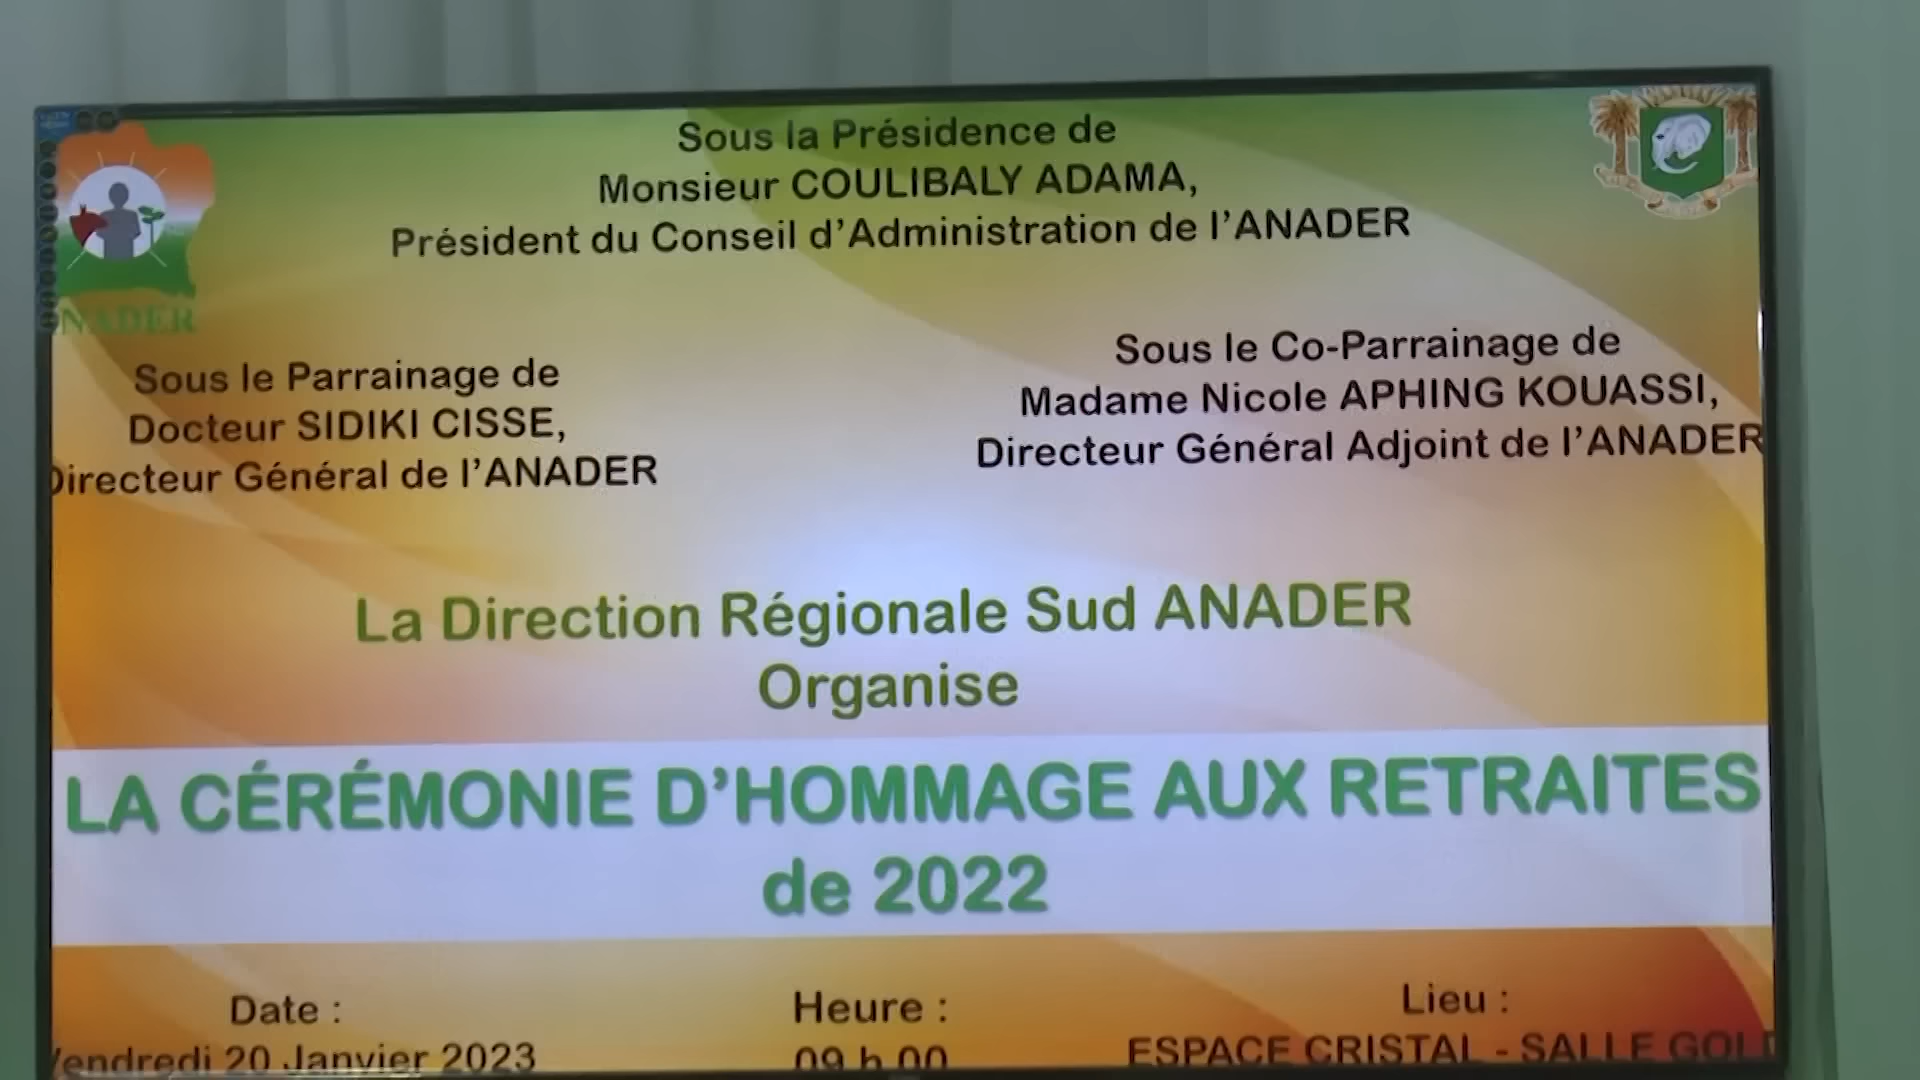 Sous la Présidence de
Monsieur COULIBALY ADAMA,
Président du Conseil d'Administration de l'ANADER
NADER
Sous le Parrainage de
Docteur SIDIKI CISSE,
Directeur Général de l'ANADER
Sous le Co-Parrainage de
Madame Nicole APHING KOUASSI,
Directeur Général Adjoint de l'ANADER
La Direction Régionale Sud ANADER
Organise
LA CÉRÉMONIE D'HOMMAGE AUX RETRAITES
de 2022
Date :
Vendredi 20 Janvier 2023
Heure :
09 h 00
Lieu :
ESPACE CRISTAL - SALLE GOLD